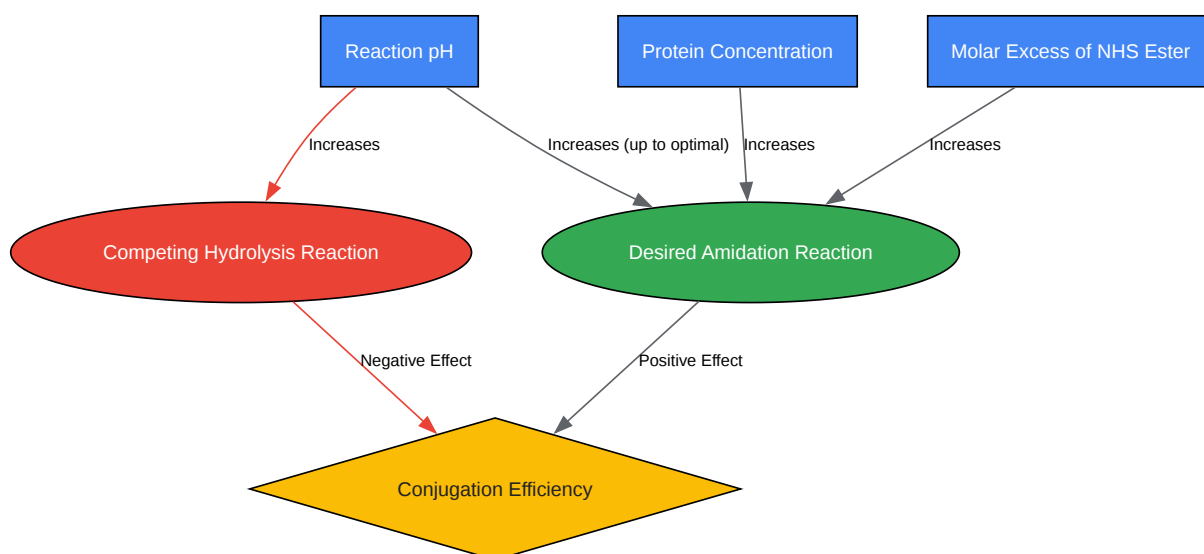 Reaction pH
Protein Concentration
Molar Excess of NHS Ester
Increases
Increases (up to optimal)
Increases
Increases
Competing Hydrolysis Reaction
Desired Amidation Reaction
Negative Effect
Positive Effect
Conjugation Efficiency